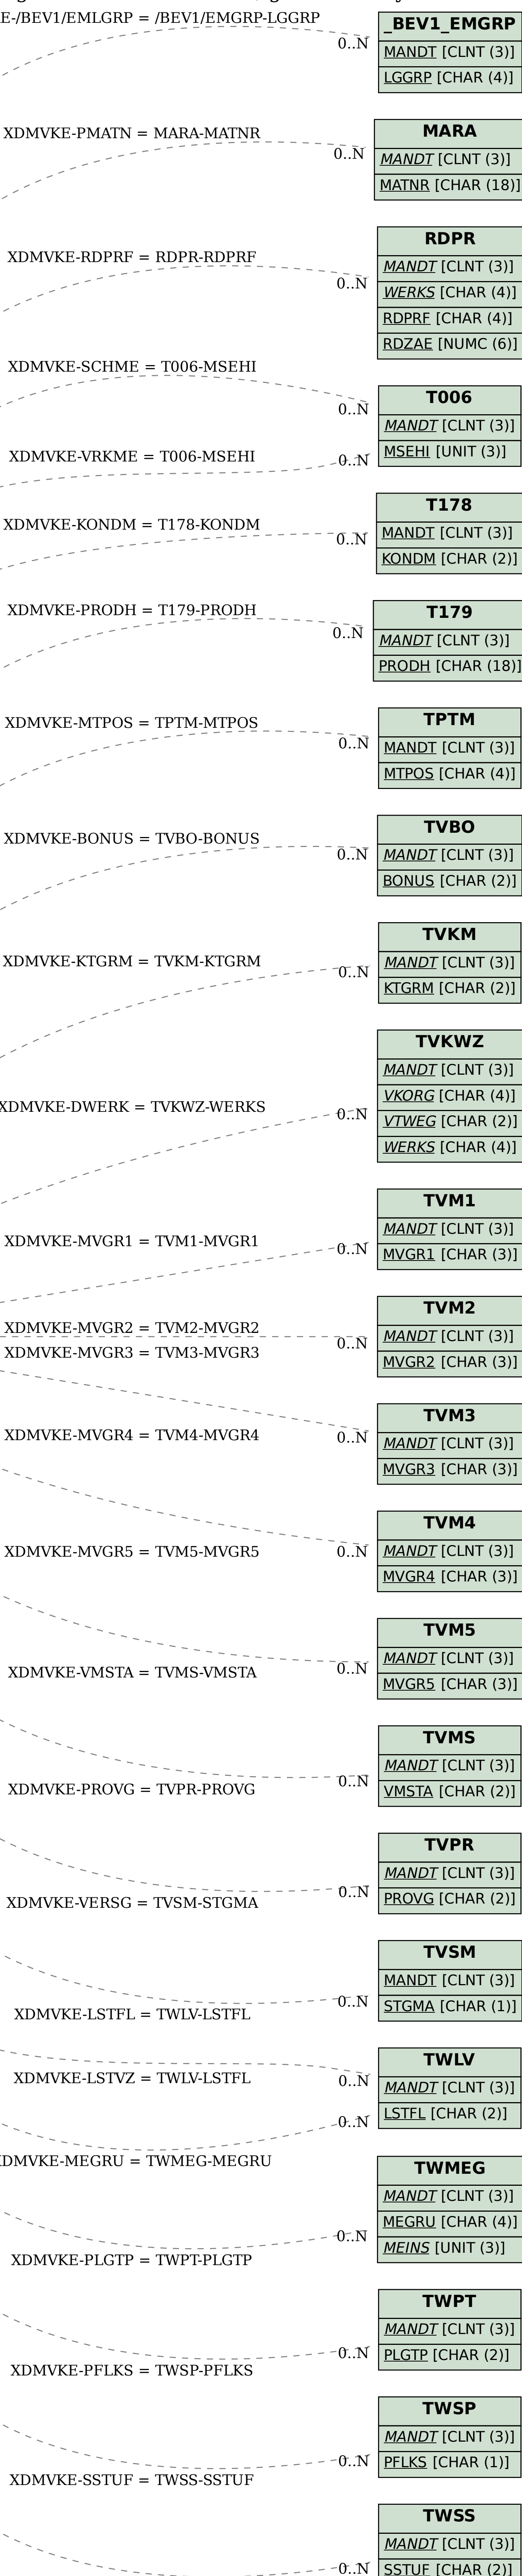 E-/BEV1/EMLGRP = /BEV1/EMGRP-LGGRP
0..N
_BEV1_EMGRP
MANDT [CLNT (3)]
LGGRP [CHAR (4)]
XDMVKE-PMATN = MARA-MATNR
0..N
MARA
MANDT [CLNT (3)]
MATNR [CHAR (18)]
XDMVKE-RDPRF = RDPR-RDPRF
0..N
RDPR
MANDT [CLNT (3)]
WERKS [CHAR (4)]
RDPRF [CHAR (4)]
RDZAE [NUMC (6)]
XDMVKE-SCHME = T006-MSEHI
0..N
XDMVKE-VRKME = T006-MSEHI
0..N
T006
MANDT [CLNT (3)]
MSEHI [UNIT (3)]
XDMVKE-KONDM = T178-KONDM
0..N
T178
MANDT [CLNT (3)]
KONDM [CHAR (2)]
XDMVKE-PRODH = T179-PRODH
0..N
T179
MANDT [CLNT (3)]
PRODH [CHAR (18)]
XDMVKE-MTPOS = TPTM-MTPOS
0..N
TPTM
MANDT [CLNT (3)]
MTPOS [CHAR (4)]
XDMVKE-BONUS = TVBO-BONUS
0..N
TVBO
MANDT [CLNT (3)]
BONUS [CHAR (2)]
XDMVKE-KTGRM = TVKM-KTGRM
0..N
TVKM
MANDT [CLNT (3)]
KTGRM [CHAR (2)]
XDMVKE-DWERK = TVKWZ-WERKS
0..N
TVKWZ
MANDT [CLNT (3)]
VKORG [CHAR (4)]
VTWEG [CHAR (2)]
WERKS [CHAR (4)]
XDMVKE-MVGR1 = TVM1-MVGR1
0..N
TVM1
MANDT [CLNT (3)]
MVGR1 [CHAR (3)]
XDMVKE-MVGR2 = TVM2-MVGR2
0..N
TVM2
MANDT [CLNT (3)]
MVGR2 [CHAR (3)]
XDMVKE-MVGR3 = TVM3-MVGR3
0..N
TVM3
MANDT [CLNT (3)]
MVGR3 [CHAR (3)]
XDMVKE-MVGR4 = TVM4-MVGR4
0..N
TVM4
MANDT [CLNT (3)]
MVGR4 [CHAR (3)]
XDMVKE-MVGR5 = TVM5-MVGR5
0..N
TVM5
MANDT [CLNT (3)]
MVGR5 [CHAR (3)]
XDMVKE-VMSTA = TVMS-VMSTA
0..N
TVMS
MANDT [CLNT (3)]
VMSTA [CHAR (2)]
XDMVKE-PROVG = TVPR-PROVG
0..N
TVPR
MANDT [CLNT (3)]
PROVG [CHAR (2)]
XDMVKE-VERSG = TVSM-STGMA
0..N
TVSM
MANDT [CLNT (3)]
STGMA [CHAR (1)]
XDMVKE-LSTFL = TWLV-LSTFL
0..N
XDMVKE-LSTVZ = TWLV-LSTFL
0..N
TWLV
MANDT [CLNT (3)]
LSTFL [CHAR (2)]
XDMVKE-MEGRU = TWMEG-MEGRU
0..N
TWMEG
MANDT [CLNT (3)]
MEGRU [CHAR (4)]
MEINS [UNIT (3)]
XDMVKE-PLGTP = TWPT-PLGTP
0..N
TWPT
MANDT [CLNT (3)]
PLGTP [CHAR (2)]
XDMVKE-PFLKS = TWSP-PFLKS
0..N
TWSP
MANDT [CLNT (3)]
PFLKS [CHAR (1)]
XDMVKE-SSTUF = TWSS-SSTUF
0..N
TWSS
MANDT [CLNT (3)]
SSTUF [CHAR (2)]